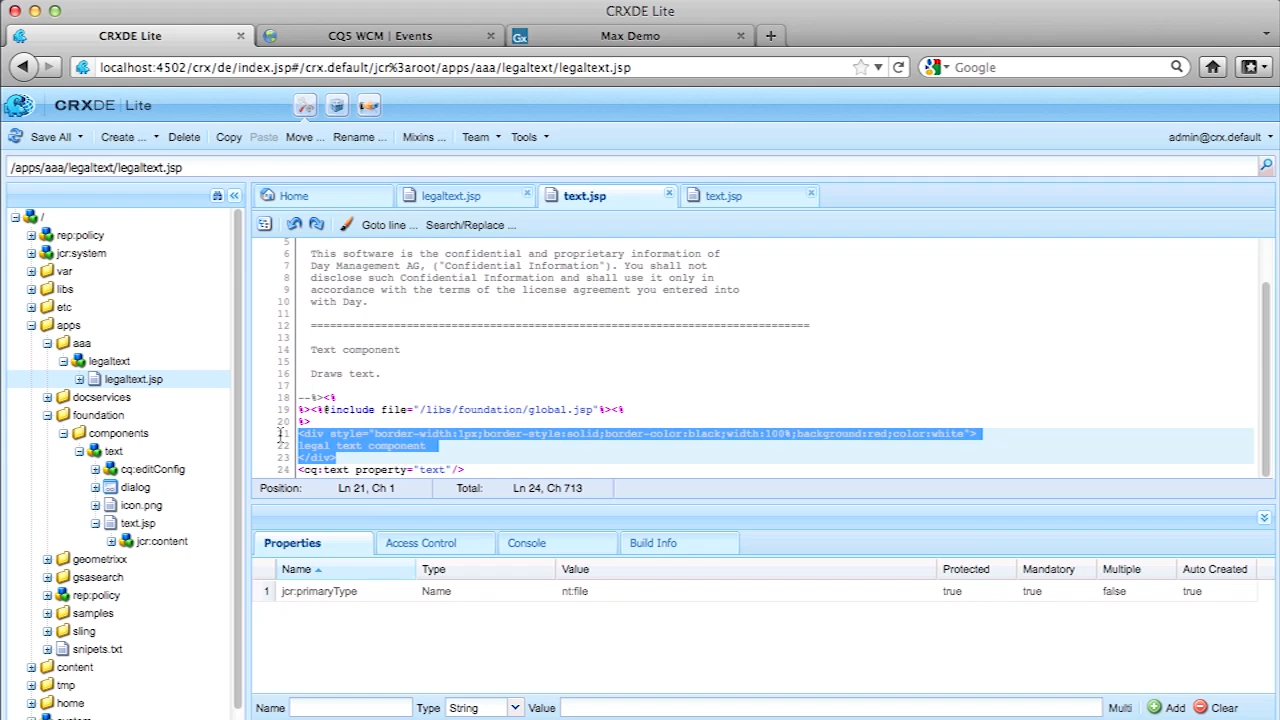 CRXDE Lite
CRXDE Lite
CQ5 WCM | Events
Gx
Max Demo
localhost:4502/crx/de/index.jsp#/crx.default/jcr%3aroot/apps/aaa/legaltext/legaltext.jsp
Google
CRXDE | Lite
Save All
Create ...
Delete
Copy
Paste
Move ...
Rename ...
Mixins ...
Team
Tools
admin@crx.default
/apps/aaa/legaltext/legaltext.jsp
/
rep:policy
jcr:system
var
libs
etc
apps
aaa
legaltext
legaltext.jsp
docservices
foundation
components
text
cq:editConfig
dialog
icon.png
text.jsp
jcr:content
geometrixx
gsasearch
rep:policy
samples
sling
snipets.txt
content
tmp
home
Home
legaltext.jsp
text.jsp
text.jsp
Goto line ...
Search/Replace ...
5
6 This software is the confidential and proprietary information of
7 Day Management AG, ("Confidential Information"). You shall not
8 disclose such Confidential Information and shall use it only in
9 accordance with the terms of the license agreement you entered into
10 with Day.
11
12 ==============================================================================
13
14 Text component
15
16 Draws text.
17
18 --%><%
19 %><%@include file="/libs/foundation/global.jsp"%><%
20 %>
21 <div style="border-width:1px;border-style:solid;border-color:black;width:100%;background:red;color:white">
22 legal text component
23 </div>
24 <cq:text property="text"/>
Position:
Ln 21, Ch 1
Total:
Ln 24, Ch 713
Properties
Access Control
Console
Build Info
Name
Type
Value
Protected
Mandatory
Multiple
Auto Created
1
jcr:primaryType
Name
nt:file
true
true
false
true
Name
Type
String
Value
Multi
Add
Clear